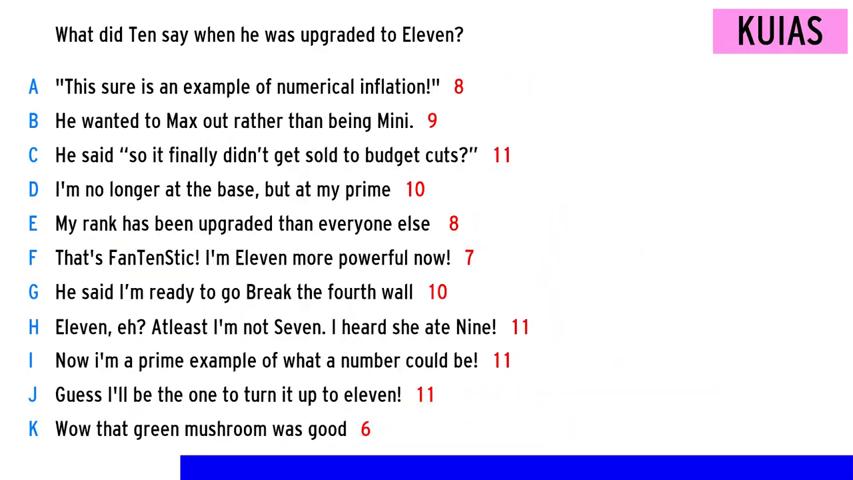 What did Ten say when he was upgraded to Eleven?
KUIAS
A "This sure is an example of numerical inflation!" 8
B He wanted to Max out rather than being Mini. 9
C He said “so it finally didn’t get sold to budget cuts?” 11
D I'm no longer at the base, but at my prime 10
E My rank has been upgraded than everyone else 8
F That's FanTenStic! I'm Eleven more powerful now! 7
G He said I’m ready to go Break the fourth wall 10
H Eleven, eh? Atleast I'm not Seven. I heard she ate Nine! 11
I Now i'm a prime example of what a number could be! 11
J Guess I'll be the one to turn it up to eleven! 11
K Wow that green mushroom was good 6